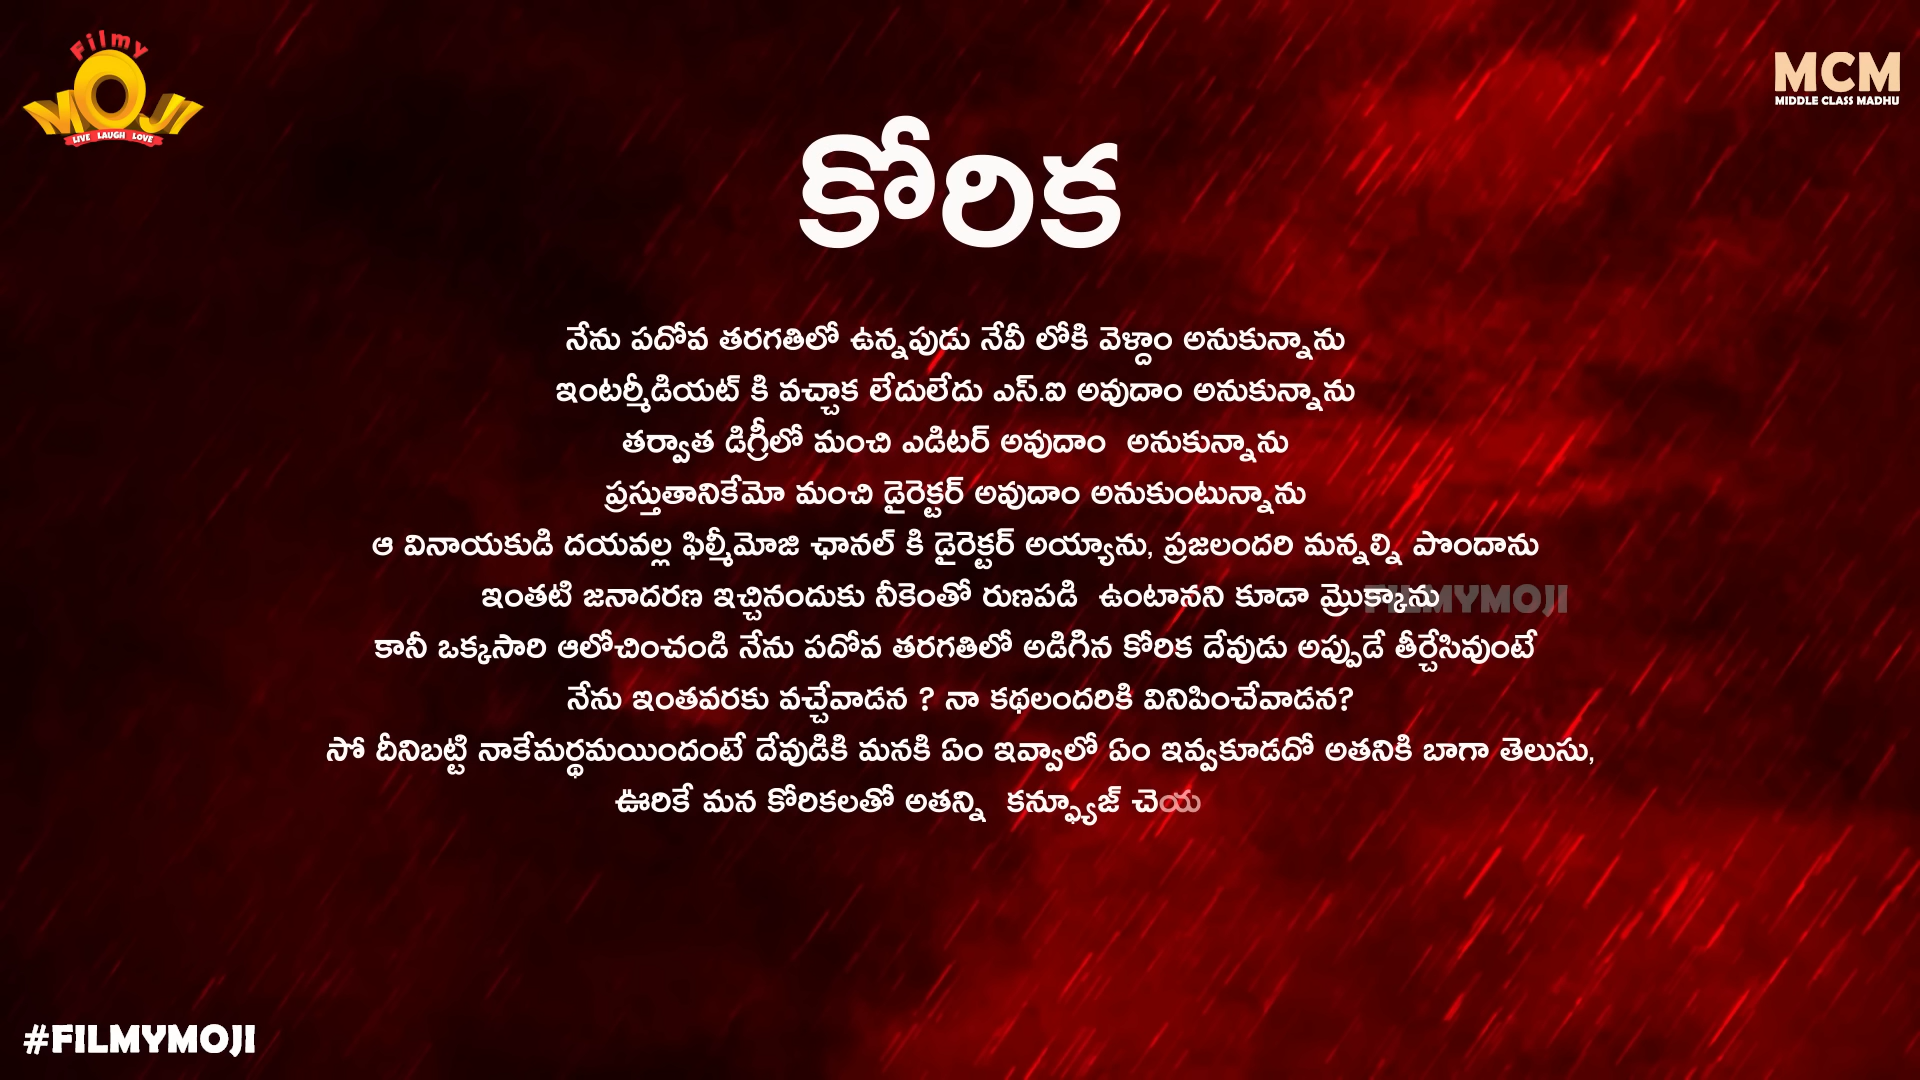 Filmy
MOJI
LIVE LAUGH LOVE
MCM
MIDDLE CLASS MADHU
కోరిక
నేను పదోవ తరగతిలో ఉన్నపుడు నేవీ లోకి వెళ్దాం అనుకున్నాను
ఇంటర్మీడియట్ కి వచ్చాక లేదులేదు ఎస్.ఐ అవుదాం అనుకున్నాను
తర్వాత డిగ్రీలో మంచి ఎడిటర్ అవుదాం అనుకున్నాను
ప్రస్తుతానికేమో మంచి డైరెక్టర్ అవుదాం అనుకుంటున్నాను
ఆ వినాయకుడి దయవల్ల ఫిల్మీమోజి ఛానల్ కి డైరెక్టర్ అయ్యాను, ప్రజలందరి మన్నల్ని పొందాను
ఇంతటి జనాదరణ ఇచ్చినందుకు నీకెంతో రుణపడి ఉంటానని కూడా మ్రొక్కాను
FILMYMOJI
కానీ ఒక్కసారి ఆలోచించండి నేను పదోవ తరగతిలో అడిగిన కోరిక దేవుడు అప్పుడే తీర్చేసివుంటే
నేను ఇంతవరకు వచ్చేవాడన ? నా కథలందరికి వినిపించేవాడన?
సో దీనిబట్టి నాకేమర్థమయిందంటే దేవుడికి మనకి ఏం ఇవ్వాలో ఏం ఇవ్వకూడదో అతనికి బాగా తెలుసు,
ఊరికే మన కోరికలతో అతన్ని కన్ఫ్యూజ్ చెయ
#FILMYMOJI